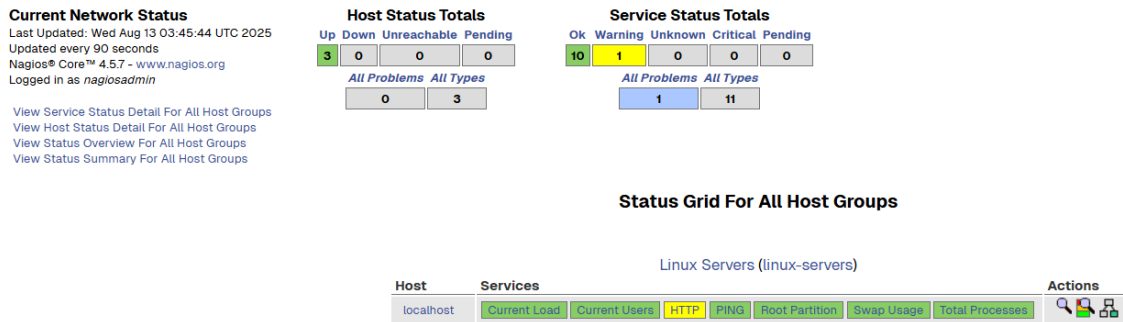 Current Network Status
Last Updated: Wed Aug 13 03:45:44 UTC 2025
Updated every 90 seconds
Nagios® Core™ 4.5.7 - www.nagios.org
Logged in as nagiosadmin
View Service Status Detail For All Host Groups
View Host Status Detail For All Host Groups
View Status Overview For All Host Groups
View Status Summary For All Host Groups
Host Status Totals
Up Down Unreachable Pending
3 0 0 0
All Problems All Types
0 3
Service Status Totals
Ok Warning Unknown Critical Pending
10 1 0 0 0
All Problems All Types
1 11
Status Grid For All Host Groups
Linux Servers (linux-servers)
Host Services Actions
localhost Current Load Current Users HTTP PING Root Partition Swap Usage Total Processes